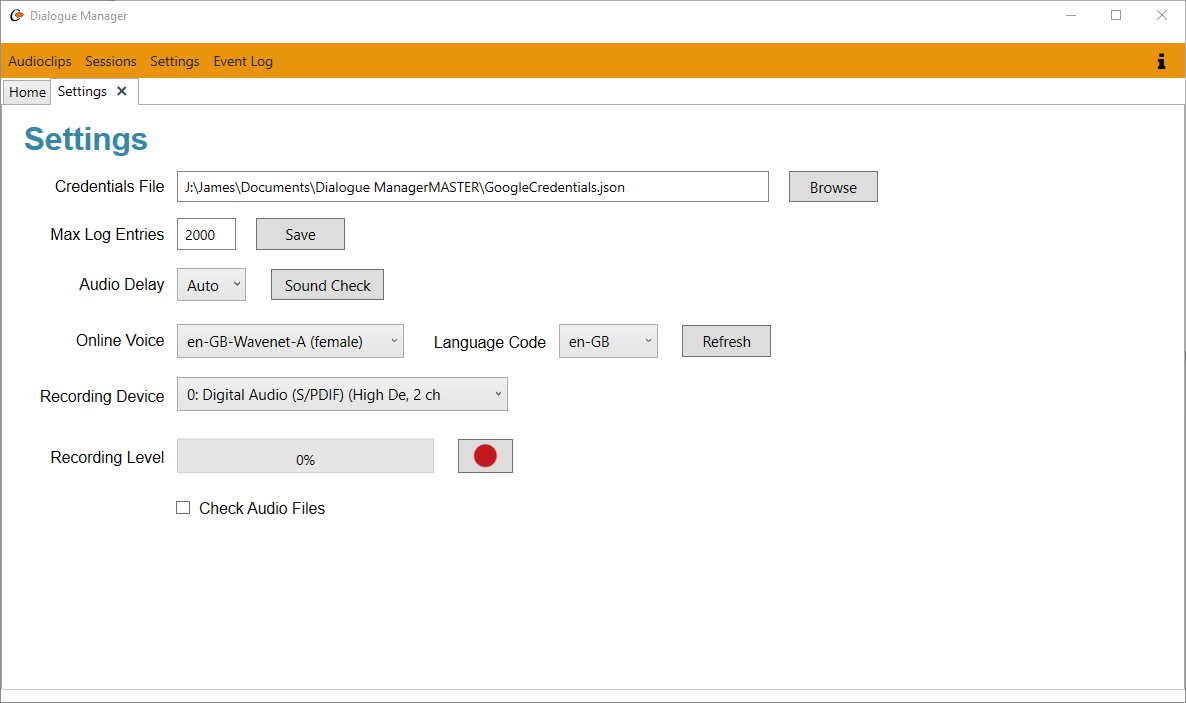 Dialogue Manager
Audioclips Sessions Settings Event Log
Home Settings
Settings
Credentials File J:\James\Documents\Dialogue ManagerMASTER\GoogleCredentials.json Browse
Max Log Entries 2000 Save
Audio Delay Auto Sound Check
Online Voice en-GB-Wavenet-A (female) Language Code en-GB Refresh
Recording Device 0: Digital Audio (S/PDIF) (High De, 2 ch
Recording Level 0%
Check Audio Files